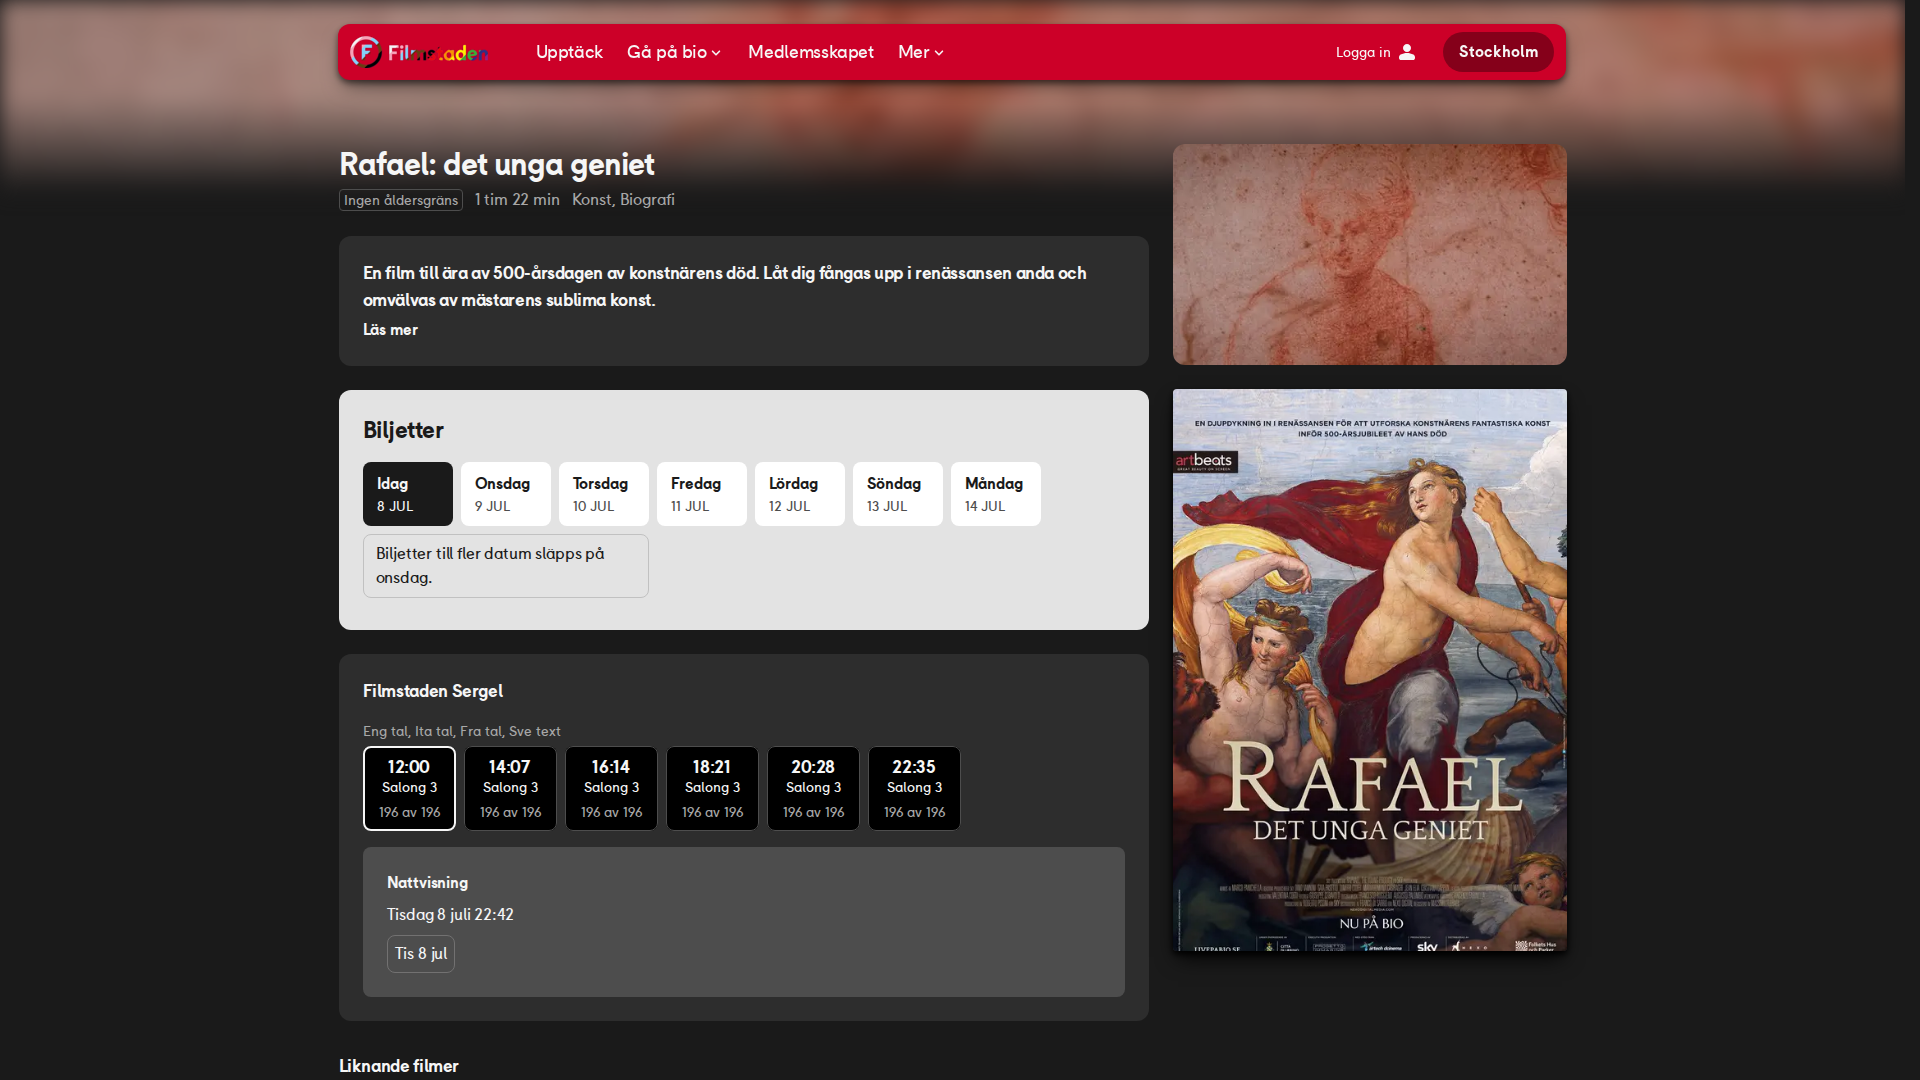 Filmstaden
Upptäck
Gå på bio
Medlemsskapet
Mer
Logga in
Stockholm
Rafael: det unga geniet
Ingen åldersgräns
1 tim 22 min
Konst, Biografi
En film till ära av 500-årsdagen av konstnärens död. Låt dig fångas upp i renässansen anda och
omvälvas av mästarens sublima konst.
Läs mer
Biljetter
Idag
8 JUL
Onsdag
9 JUL
Torsdag
10 JUL
Fredag
11 JUL
Lördag
12 JUL
Söndag
13 JUL
Måndag
14 JUL
Biljetter till fler datum släpps på
onsdag.
Filmstaden Sergel
Eng tal, Ita tal, Fra tal, Sve text
12:00
Salong 3
196 av 196
14:07
Salong 3
196 av 196
16:14
Salong 3
196 av 196
18:21
Salong 3
196 av 196
20:28
Salong 3
196 av 196
22:35
Salong 3
196 av 196
Nattvisning
Tisdag 8 juli 22:42
Tis 8 jul
Liknande filmer
EN DJUPDYKNING IN I RENÄSSANSEN FÖR ATT UTFORSKA KONSTNÄRENS FANTASTISKA KONST
INFÖR 500-ÅRSJUBILEET AV HANS DÖD
artbeats
GREAT BEAUTY ON SCREEN
RAFAEL
DET UNGA GENIET
NU PÅ BIO
LIVEPABIO.SE
sky
Folkets Hus
och Parker